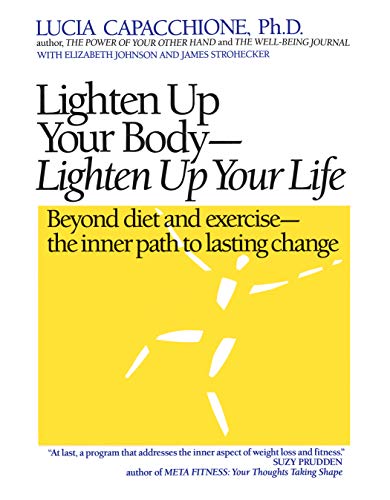 LUCIA CAPACCHIONE, Ph.D.
author, THE POWER OF YOUR OTHER HAND and THE WELL-BEING JOURNAL
WITH ELIZABETH JOHNSON AND JAMES STROHECKER
Lighten Up
Your Body—
Lighten Up Your Life
Beyond diet and exercise—
the inner path to lasting change
"At last, a program that addresses the inner aspect of weight loss and fitness."
SUZY PRUDDEN
author of META FITNESS: Your Thoughts Taking Shape